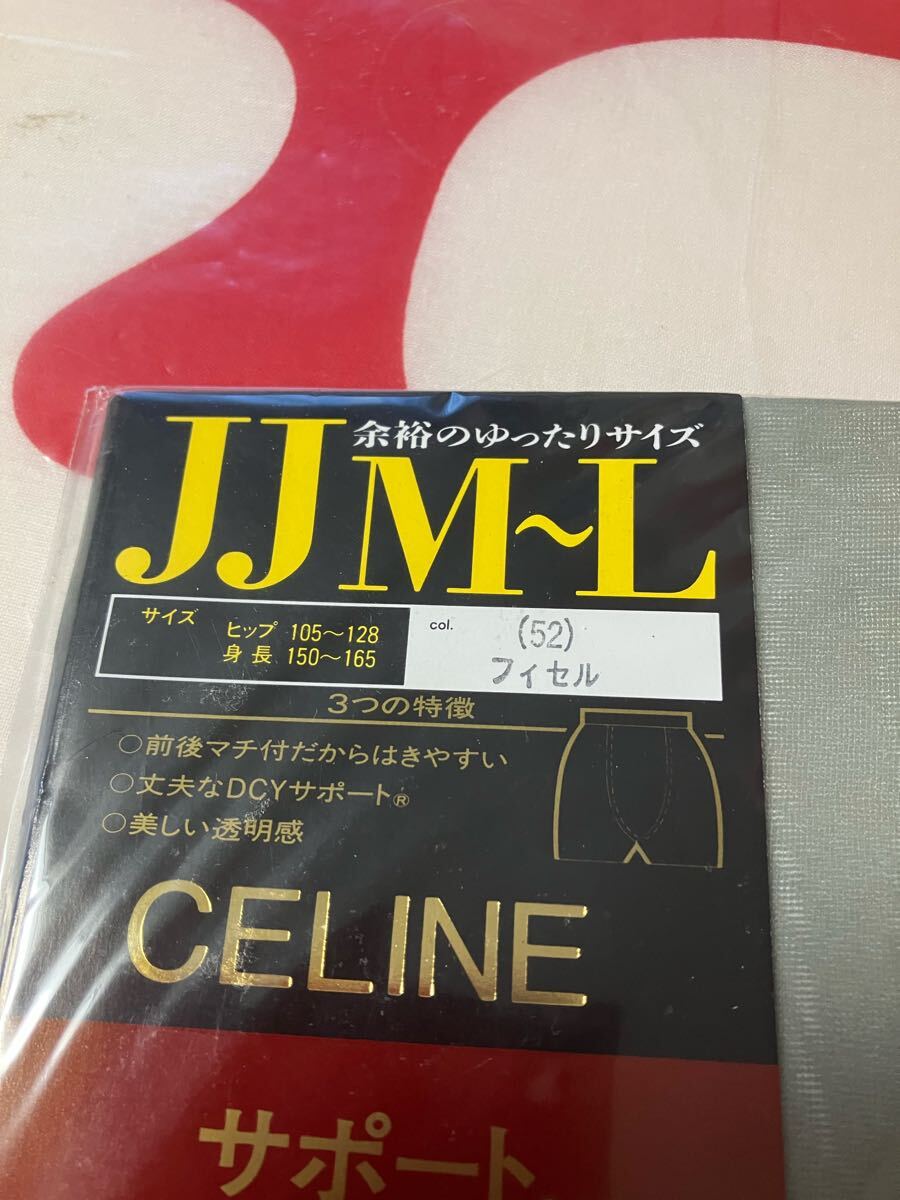 余裕のゆったりサイズ
JJM~L
サイズ ヒップ 105~128
身長 150~165
col. (52)
フィセル
3つの特徴
○前後マチ付だからはきやすい
○丈夫なDCYサポート®
○美しい透明感
CELINE
サポート